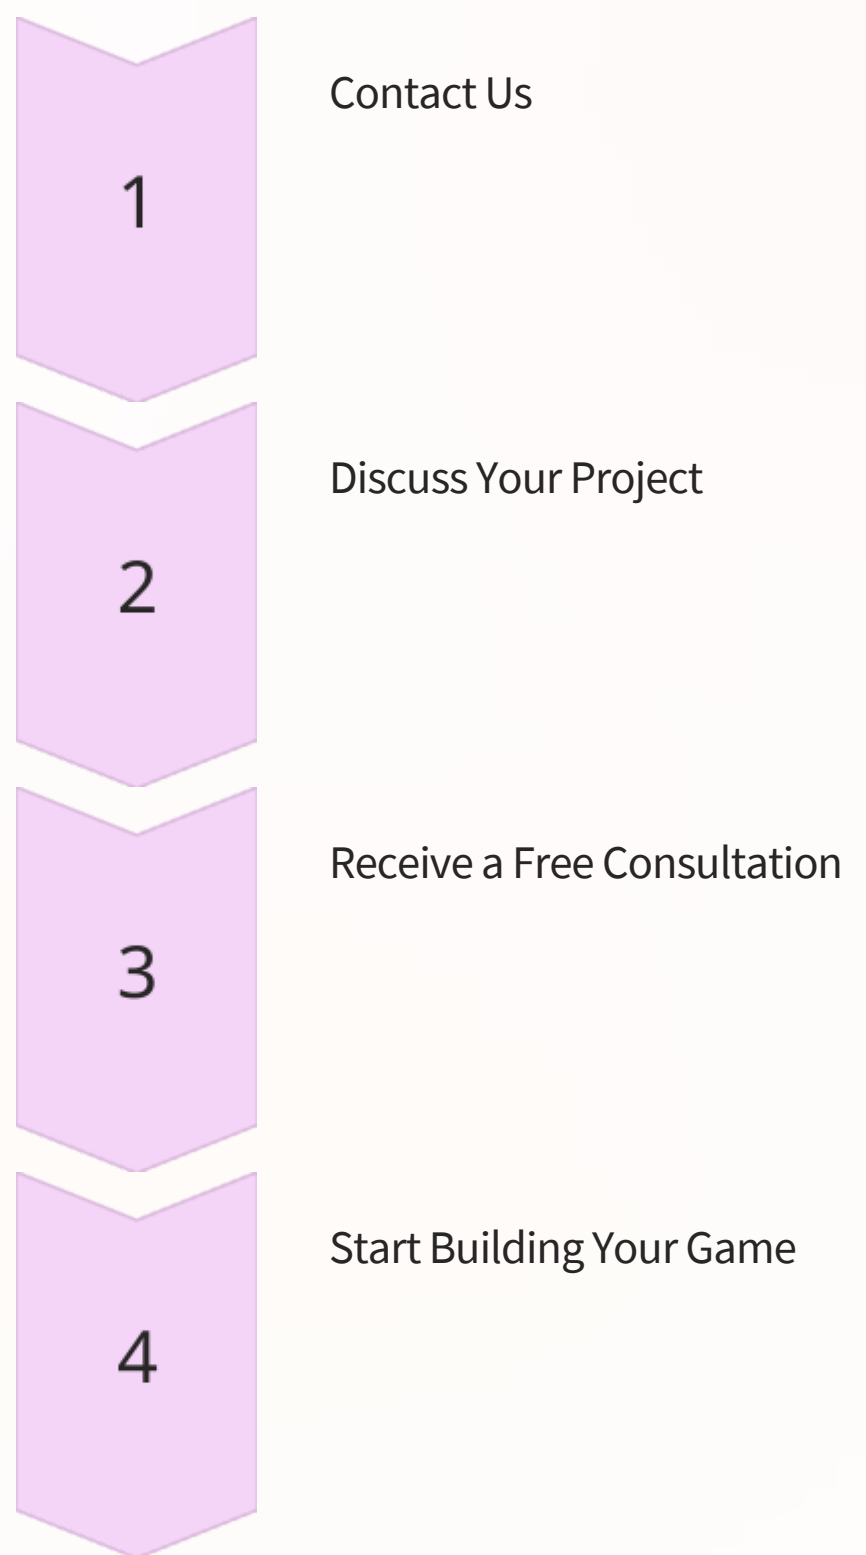 1
Contact Us
2
Discuss Your Project
3
Receive a Free Consultation
4
Start Building Your Game